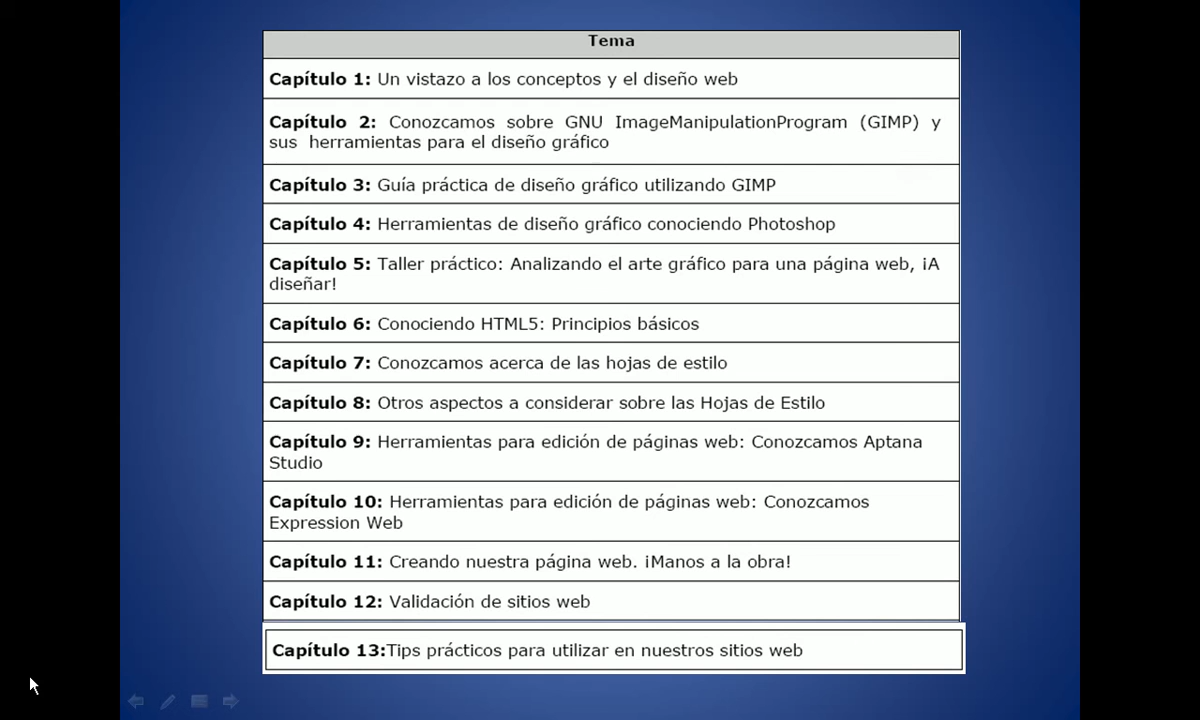 Tema
Capítulo 1: Un vistazo a los conceptos y el diseño web
Capítulo 2: Conozcamos sobre GNU ImageManipulationProgram (GIMP) y
sus herramientas para el diseño gráfico
Capítulo 3: Guía práctica de diseño gráfico utilizando GIMP
Capítulo 4: Herramientas de diseño gráfico conociendo Photoshop
Capítulo 5: Taller práctico: Analizando el arte gráfico para una página web, ¡A
diseñar!
Capítulo 6: Conociendo HTML5: Principios básicos
Capítulo 7: Conozcamos acerca de las hojas de estilo
Capítulo 8: Otros aspectos a considerar sobre las Hojas de Estilo
Capítulo 9: Herramientas para edición de páginas web: Conozcamos Aptana
Studio
Capítulo 10: Herramientas para edición de páginas web: Conozcamos
Expression Web
Capítulo 11: Creando nuestra página web. ¡Manos a la obra!
Capítulo 12: Validación de sitios web
Capítulo 13:Tips prácticos para utilizar en nuestros sitios web